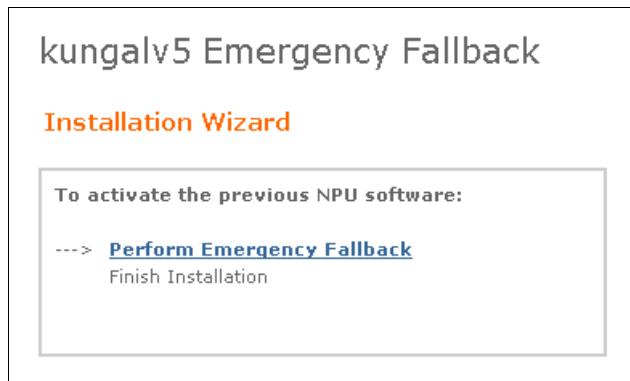 kungalv5 Emergency Fallback
Installation Wizard
To activate the previous NPU software:
---> Perform Emergency Fallback
Finish Installation